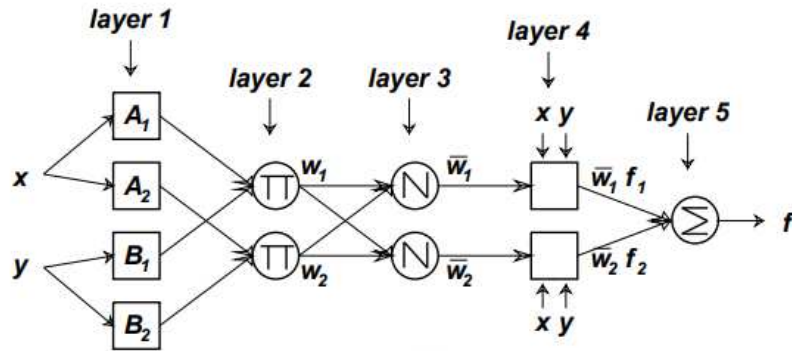 layer 1
layer 2
layer 3
layer 4
layer 5
x
y
A₁
A₂
B₁
B₂
Π
Π
w₁
w₂
N
N
w̅₁
w̅₂
x y
x y
w̅₁ f₁
w̅₂ f₂
Σ
f